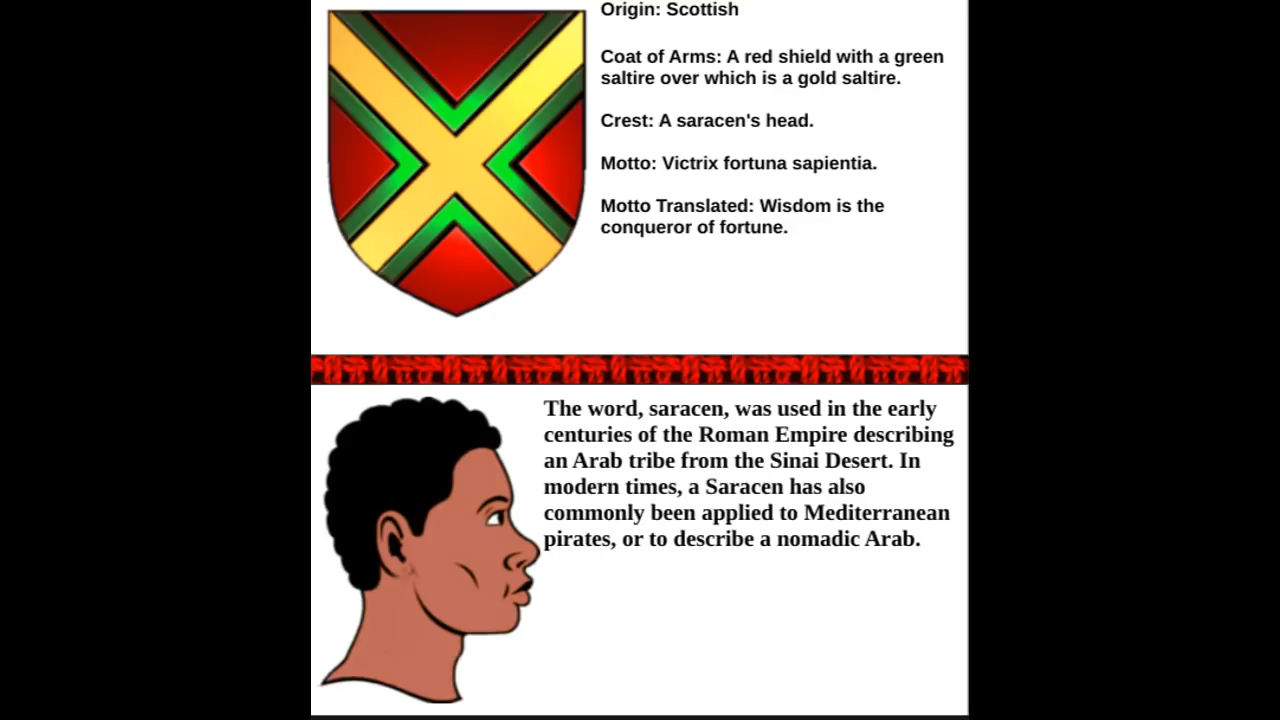 Origin: Scottish
Coat of Arms: A red shield with a green
saltire over which is a gold saltire.
Crest: A saracen's head.
Motto: Victrix fortuna sapientia.
Motto Translated: Wisdom is the
conqueror of fortune.
The word, saracen, was used in the early
centuries of the Roman Empire describing
an Arab tribe from the Sinai Desert. In
modern times, a Saracen has also
commonly been applied to Mediterranean
pirates, or to describe a nomadic Arab.